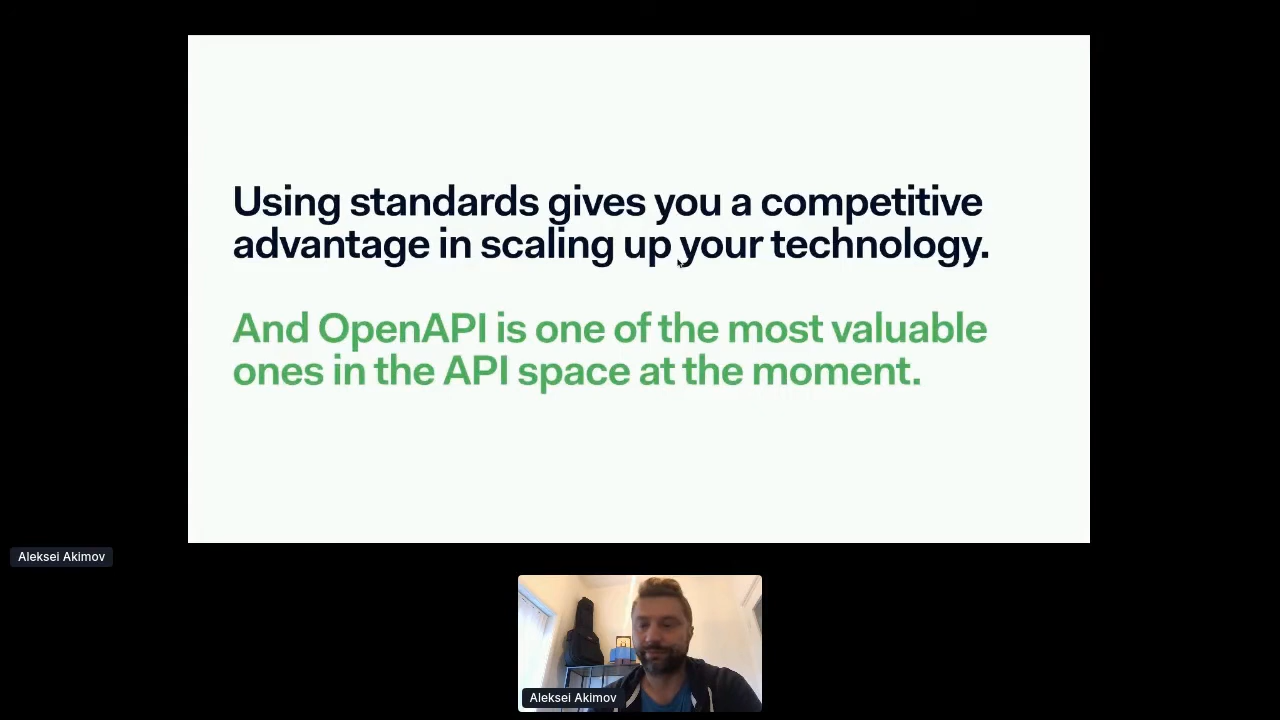 Using standards gives you a competitive
advantage in scaling up your technology.
And OpenAPI is one of the most valuable
ones in the API space at the moment.
Aleksei Akimov
Aleksei Akimov